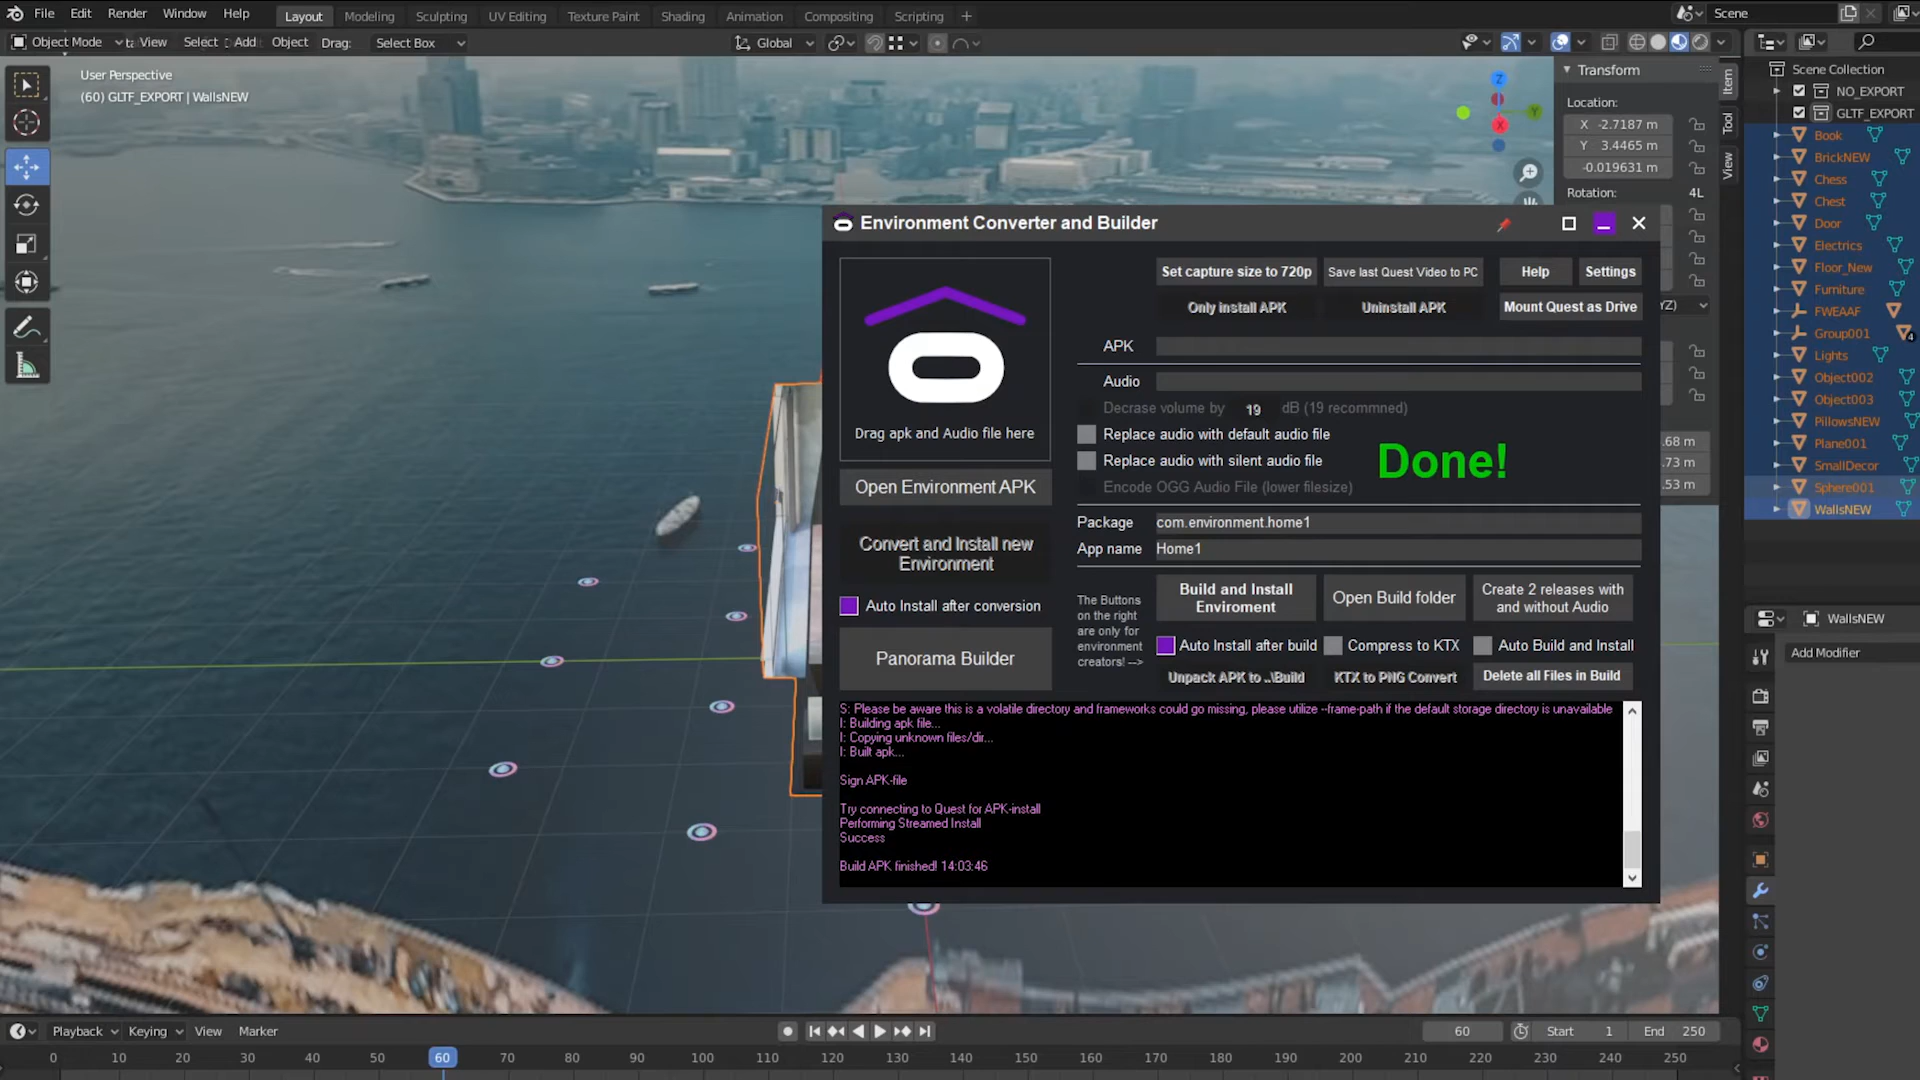 File Edit Render Window Help Layout Modeling Sculpting UV Editing Texture Paint Shading Animation Compositing Scripting +
Scene
Object Mode View Select Add Object Drag: Select Box Global
User Perspective
(60) GLTF_EXPORT | WallsNEW
Z
Y
X
Transform
Location:
X -2.7187 m
Y 3.4465 m
-0.019631 m
Rotation:
4L
YZ)
.68 m
.73 m
.53 m
Item
Tool
View
Scene Collection
NO_EXPORT
GLTF_EXPORT
Book
BrickNEW
Chess
Chest
Door
Electrics
Floor_New
Furniture
FWEAAF
Group001
4
Lights
Object002
Object003
PillowsNEW
Plane001
SmallDecor
Sphere001
WallsNEW
WallsNEW
Add Modifier
Environment Converter and Builder
Drag apk and Audio file here
Open Environment APK
Convert and Install new
Environment
Auto Install after conversion
Panorama Builder
Set capture size to 720p Save last Quest Video to PC Help Settings
Only install APK Uninstall APK Mount Quest as Drive
APK
Audio
Decrase volume by 19 dB (19 recommned)
Replace audio with default audio file
Replace audio with silent audio file
Encode OGG Audio File (lower filesize)
Done!
Package com.environment.home1
App name Home1
The Buttons
on the right
are only for
environment
creators! -->
Build and Install
Enviroment
Open Build folder
Create 2 releases with
and without Audio
Auto Install after build Compress to KTX Auto Build and Install
Unpack APK to ..\Build KTX to PNG Convert Delete all Files in Build
S: Please be aware this is a volatile directory and frameworks could go missing, please utilize --frame-path if the default storage directory is unavailable
I: Building apk file...
I: Copying unknown files/dir...
I: Built apk...
Sign APK-file
Try connecting to Quest for APK-install
Performing Streamed Install
Success
Build APK finished! 14:03:46
Playback Keying View Marker
60 Start 1 End 250
0 10 20 30 40 50 60 70 80 90 100 110 120 130 140 150 160 170 180 190 200 210 220 230 240 250